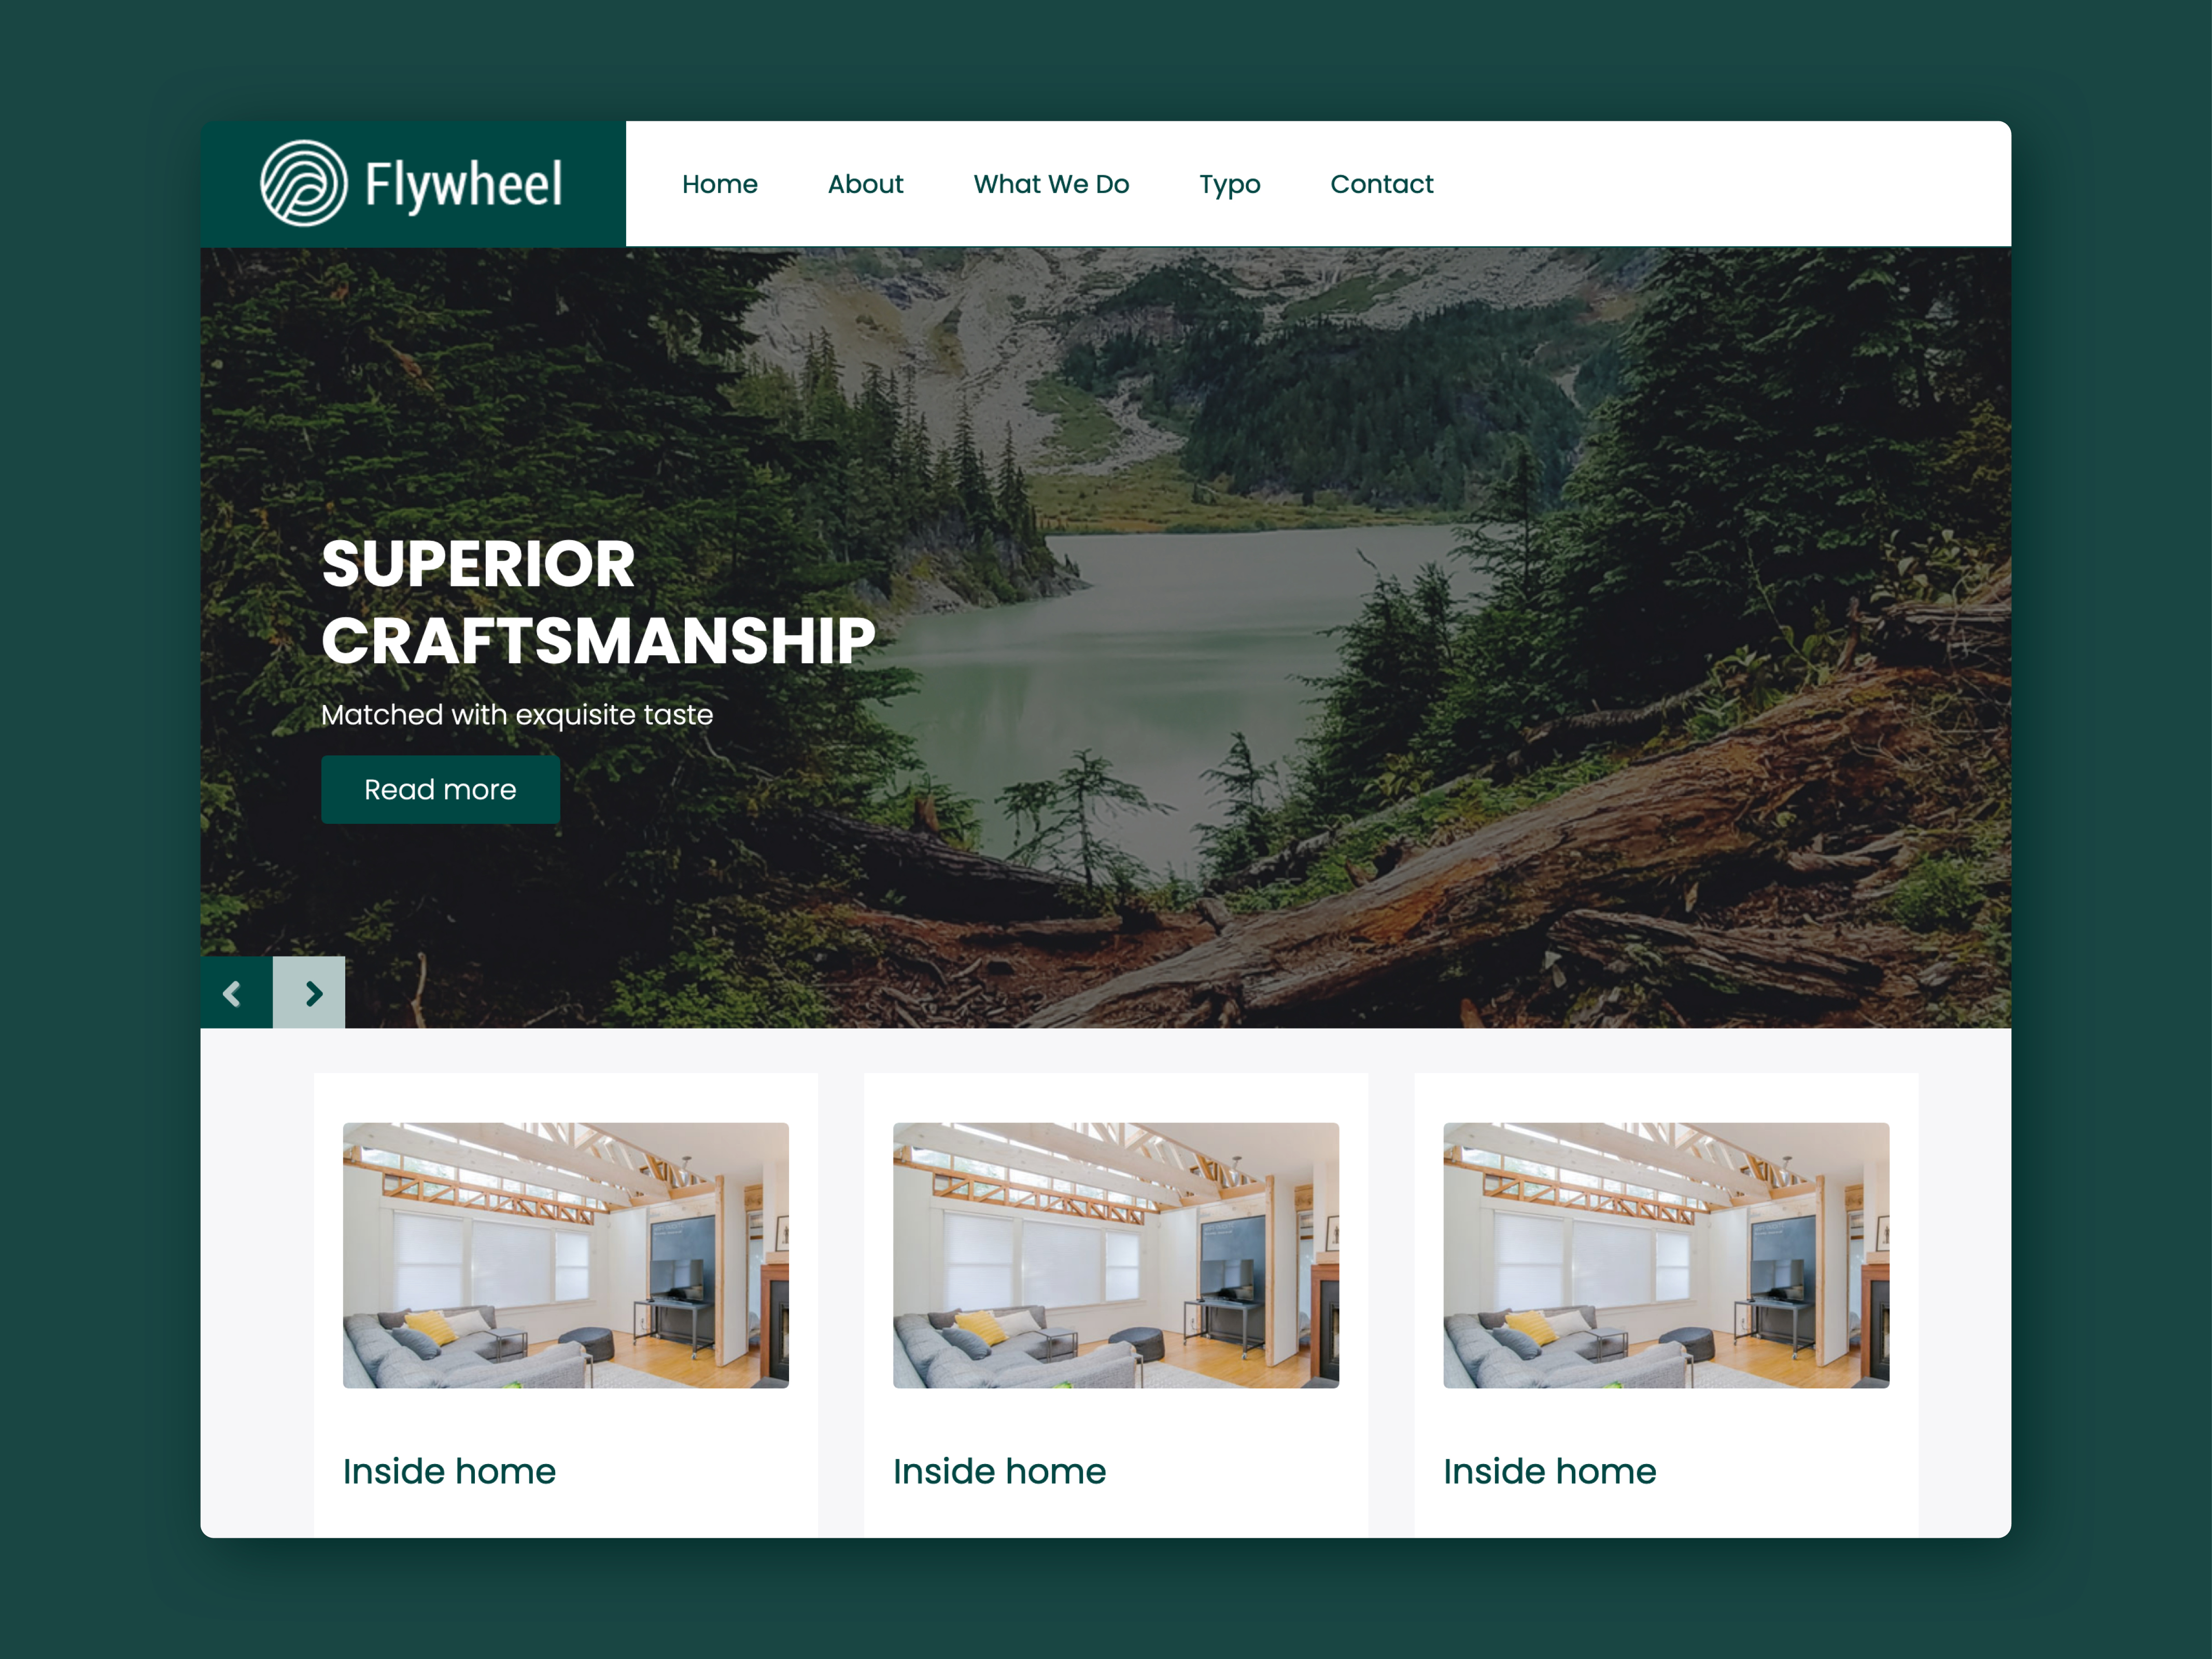 Flywheel
Home About What We Do Typo Contact
SUPERIOR
CRAFTSMANSHIP
Matched with exquisite taste
Read more
Inside home Inside home Inside home